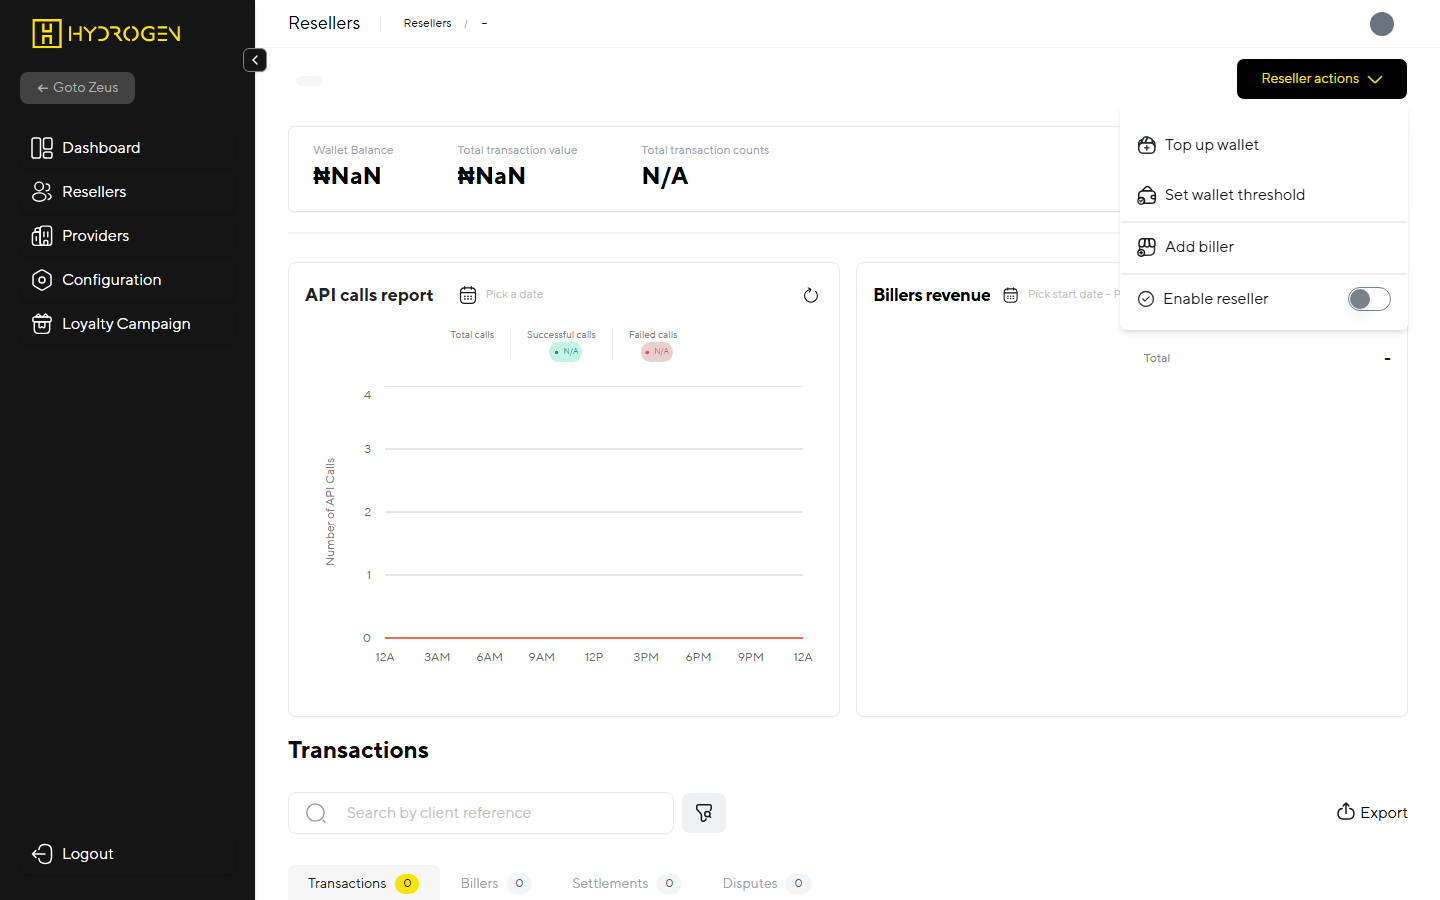 HYDROGEN
Goto Zeus
Dashboard
Resellers
Providers
Configuration
Loyalty Campaign
Logout
Resellers
Resellers / -
Reseller actions
Top up wallet
Set wallet threshold
Add biller
Enable reseller
Wallet Balance
₦NaN
Total transaction value
₦NaN
Total transaction counts
N/A
API calls report
Pick a date
Total calls
Successful calls
N/A
Failed calls
N/A
Number of API Calls
4
3
2
1
0
12A 3AM 6AM 9AM 12P 3PM 6PM 9PM 12A
Billers revenue
Pick start date - P
Total -
Transactions
Search by client reference
Export
Transactions 0
Billers 0
Settlements 0
Disputes 0